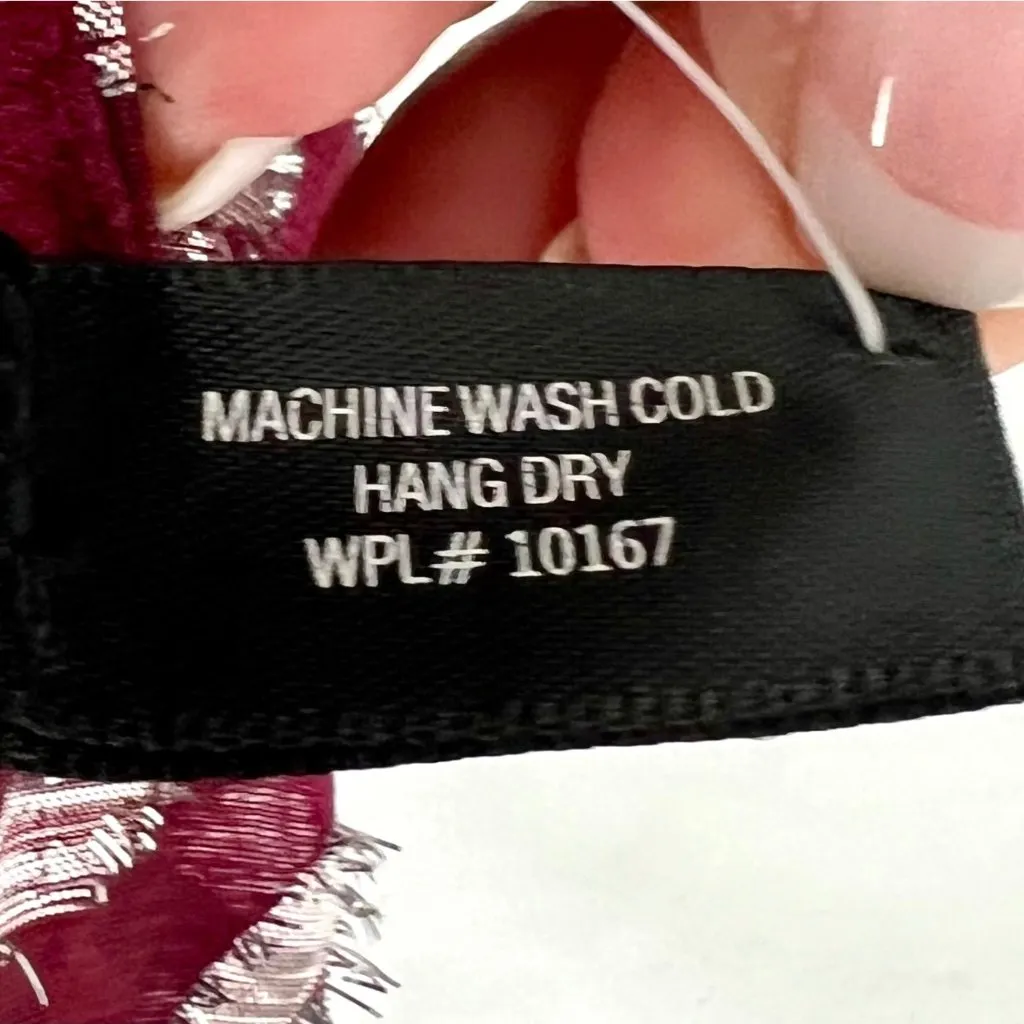 MACHINE WASH COLD
HANG DRY
WPL# 10167